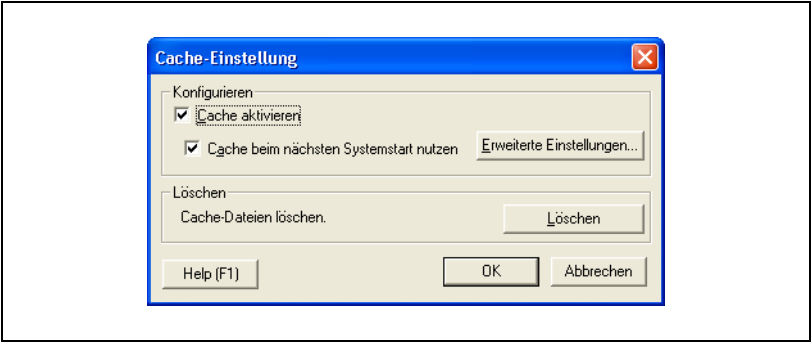 Cache-Einstellung
Konfigurieren
Cache aktivieren
Cache beim nächsten Systemstart nutzen
Erweiterte Einstellungen...
Löschen
Cache-Dateien löschen.
Löschen
Help (F1)
OK
Abbrechen